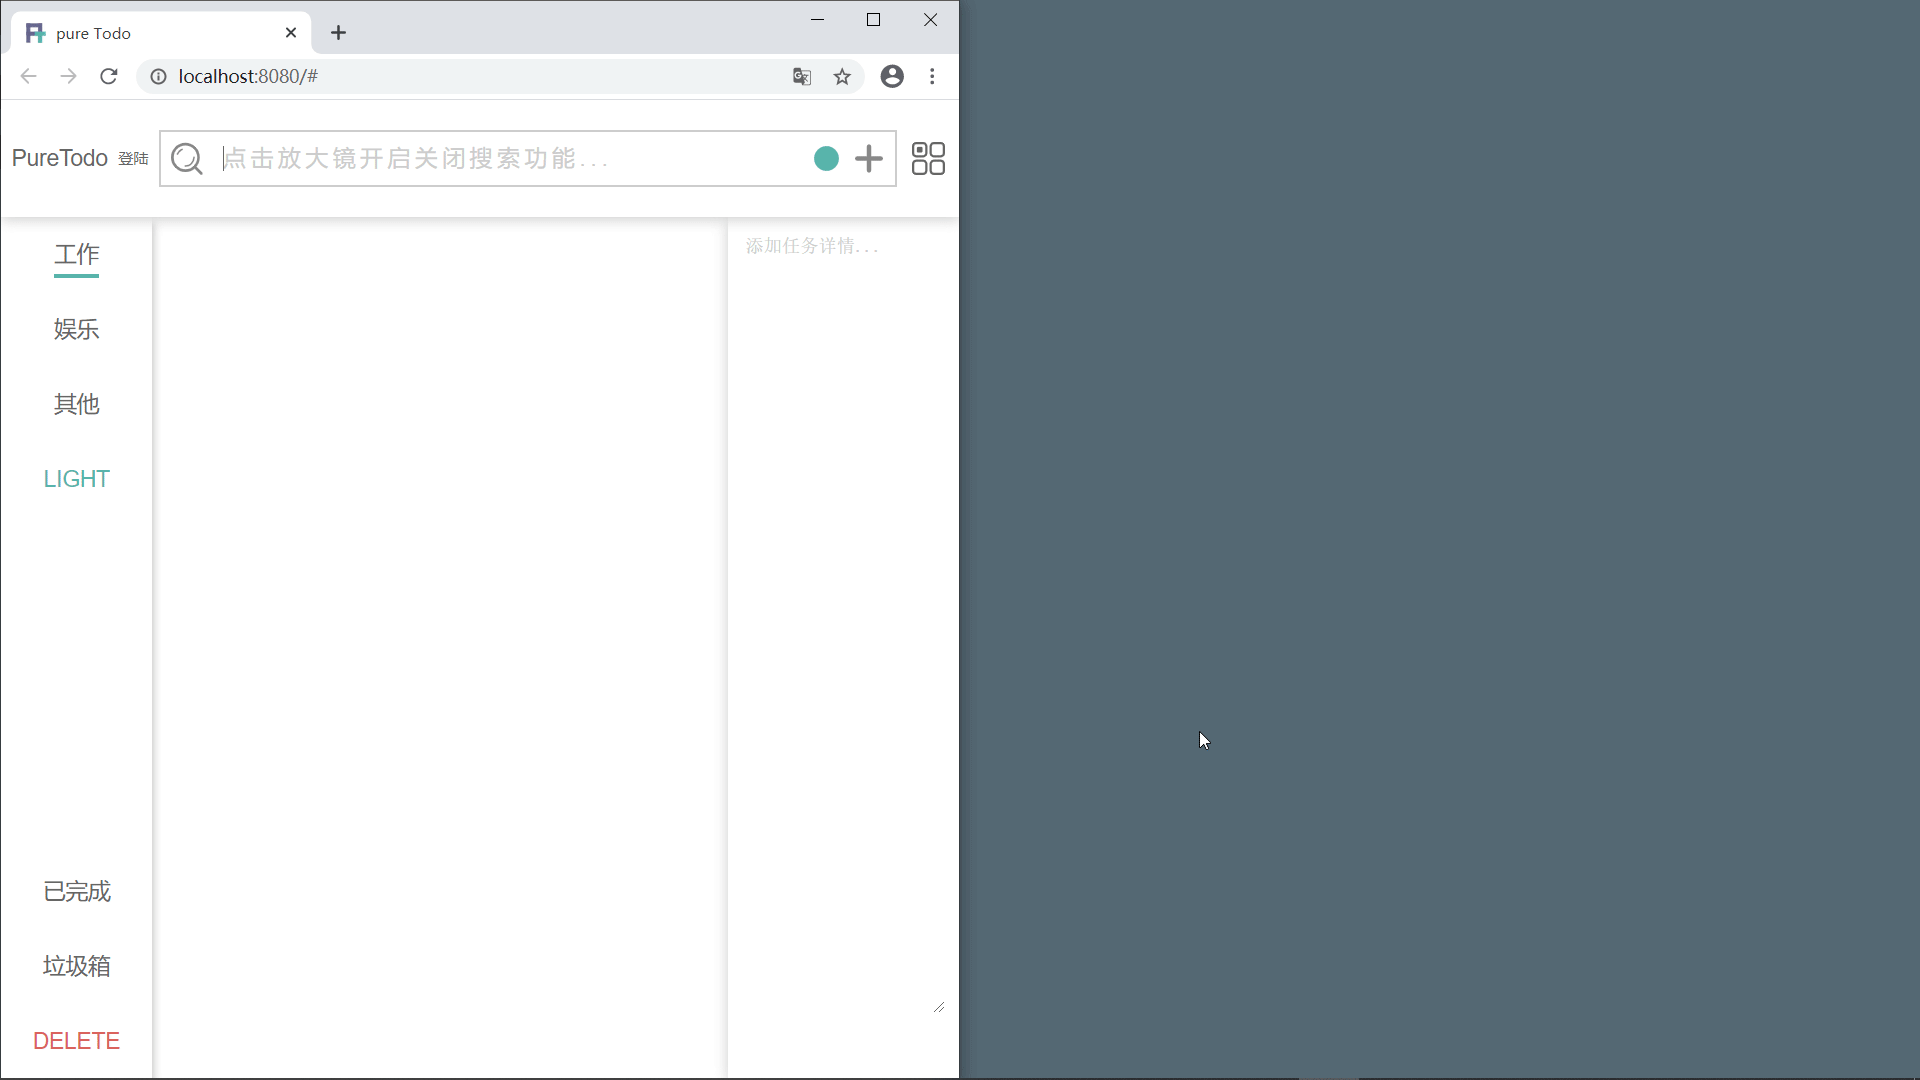 pure Todo
localhost:8080/#
PureTodo 登陆 点击放大镜开启关闭搜索功能...
工作
娱乐
其他
LIGHT
已完成
垃圾箱
DELETE
添加任务详情...